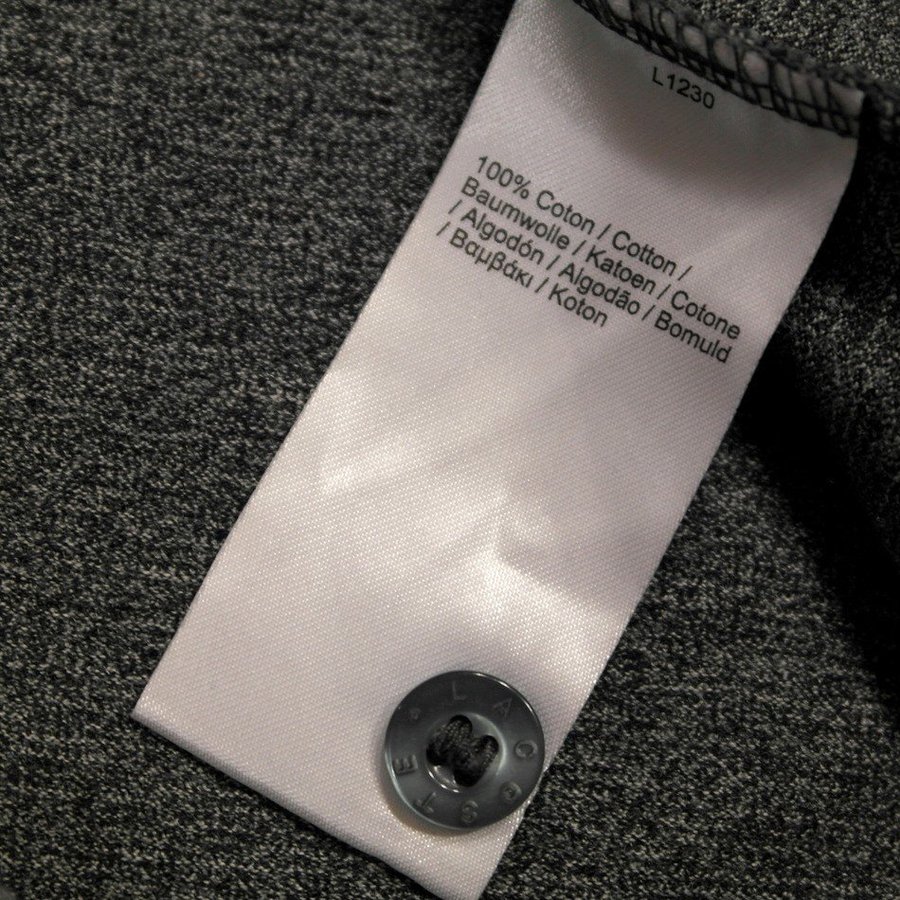 L1230
100% Coton / Cotton /
Baumwolle / Katoen / Cotone
/ Algodón / Algodão / Bomuld
/ Βαμβάκι / Koton
LACOSTE